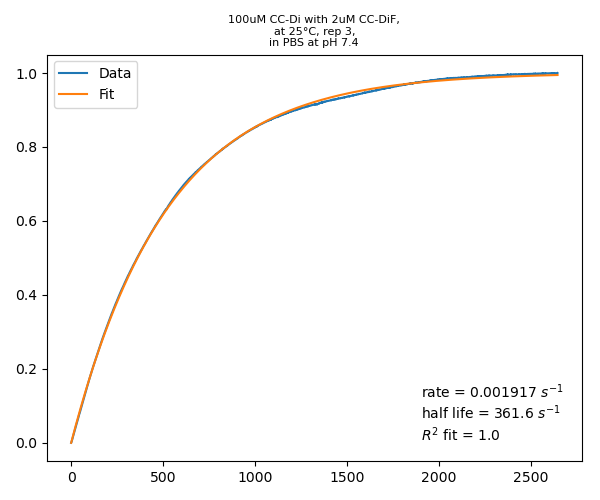 100uM CC-Di with 2uM CC-DiF,
at 25°C, rep 3,
in PBS at pH 7.4
1.0
0.8
0.6
0.4
0.2
0.0
Data
Fit
rate = 0.001917 s⁻¹
half life = 361.6 s⁻¹
R² fit = 1.0
0 500 1000 1500 2000 2500